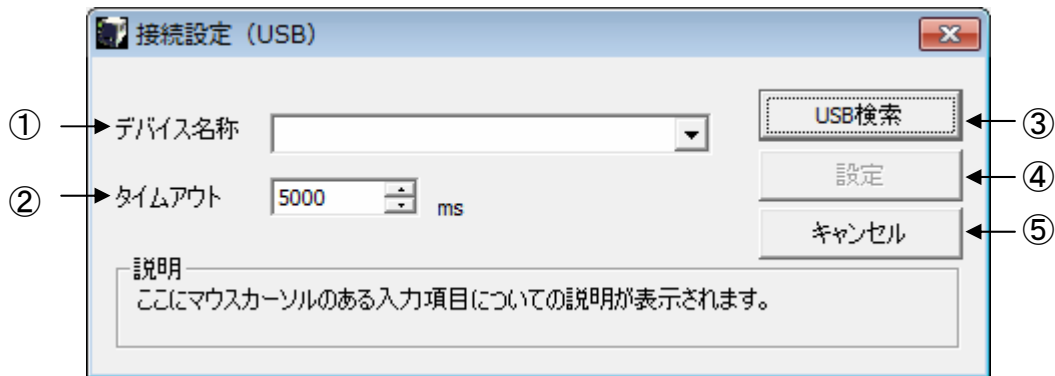 接続設定（USB）
① デバイス名称
USB検索 ③
② タイムアウト 5000 ms
設定 ④
キャンセル ⑤
説明
ここにマウスカーソルのある入力項目についての説明が表示されます。